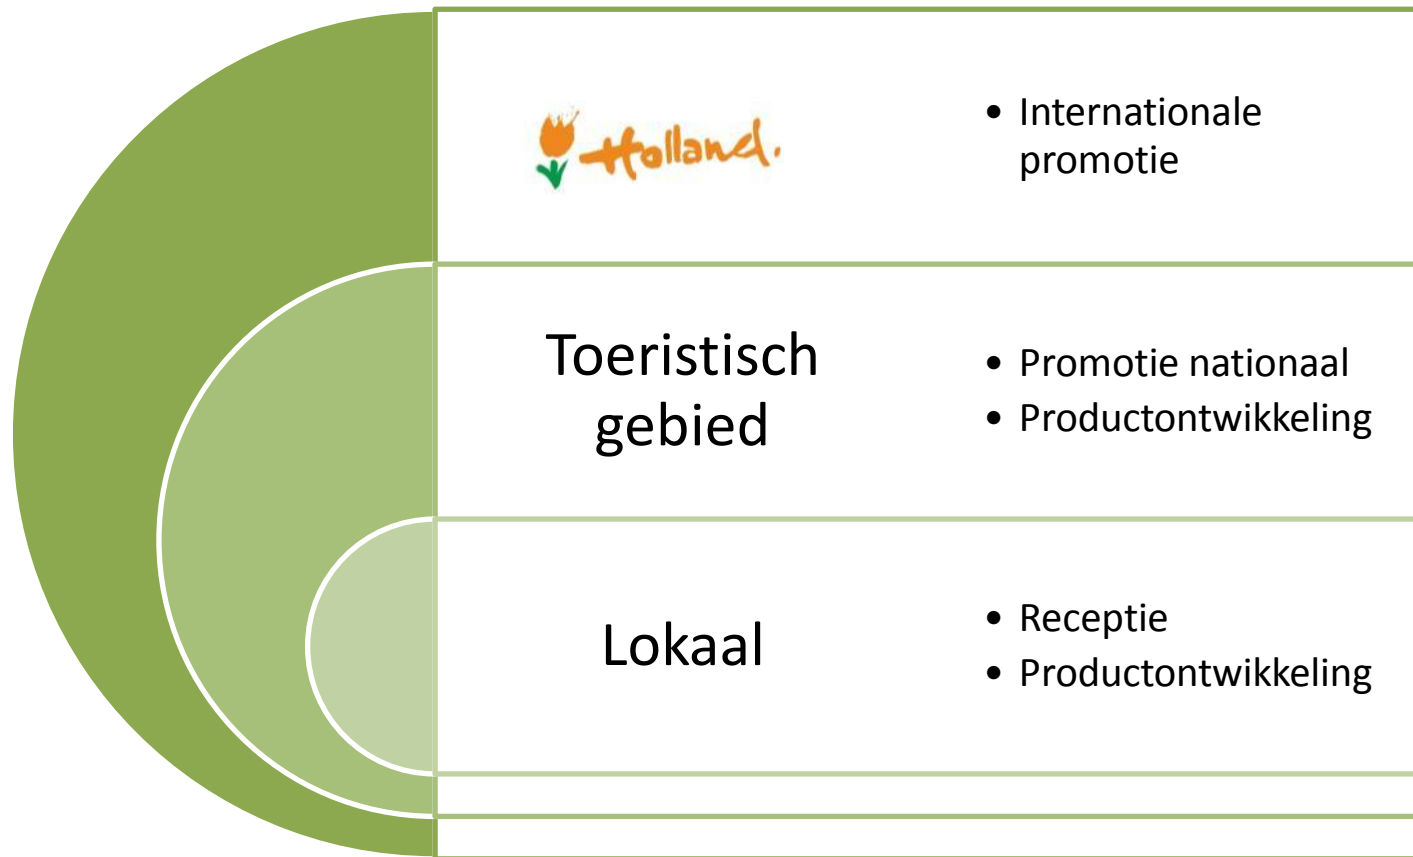 Holland.
• Internationale
promotie
Toeristisch
gebied
• Promotie nationaal
• Productontwikkeling
Lokaal
• Receptie
• Productontwikkeling